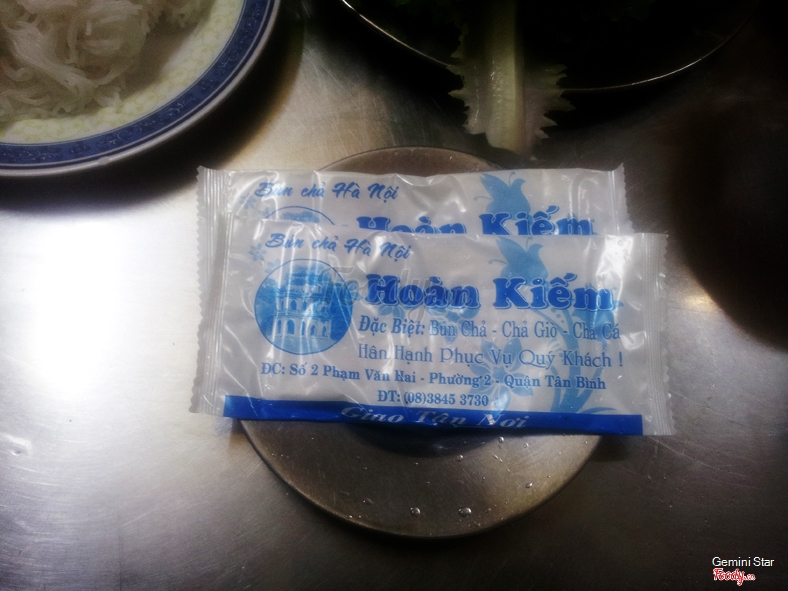 Bún chả Hà Nội
Hoàn Kiếm
Bún chả Hà Nội
Hoàn Kiếm
Đặc Biệt: Bún Chả - Chả Giò - Chả Cá
Hân Hạnh Phục Vụ Quý Khách !
ĐC: Số 2 Phạm Văn Hai - Phường 2 - Quận Tân Bình
ĐT: (08)3845 3730
Giao Tận Nơi
Gemini Star
Foody.vn